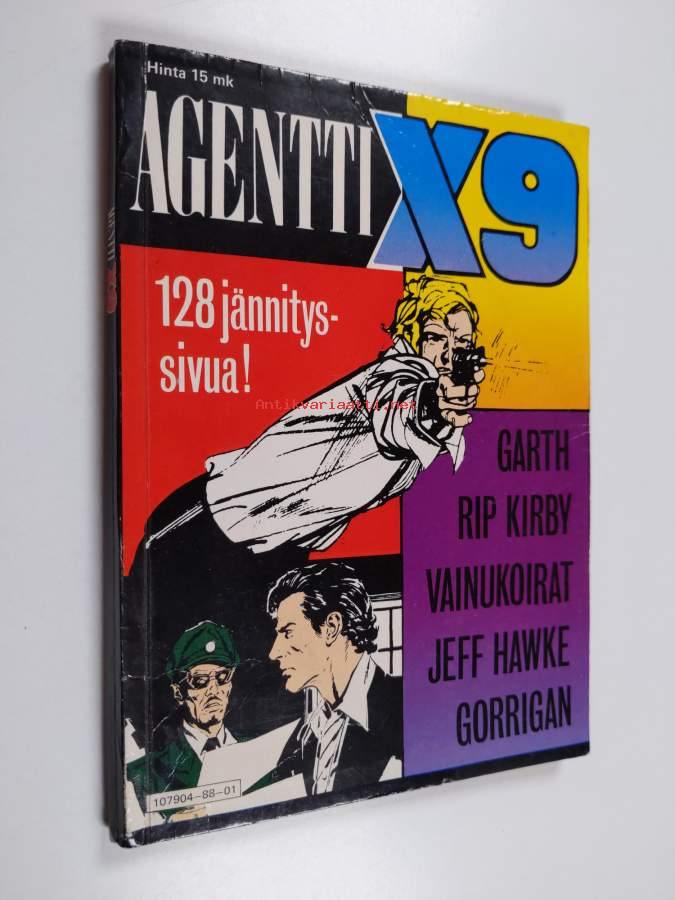 Hinta 15 mk
AGENTTI X9
128 jännitys-
sivua!
Antikvariaatti.net
GARTH
RIP KIRBY
VAINUKOIRAT
JEFF HAWKE
GORRIGAN
107904-88-01